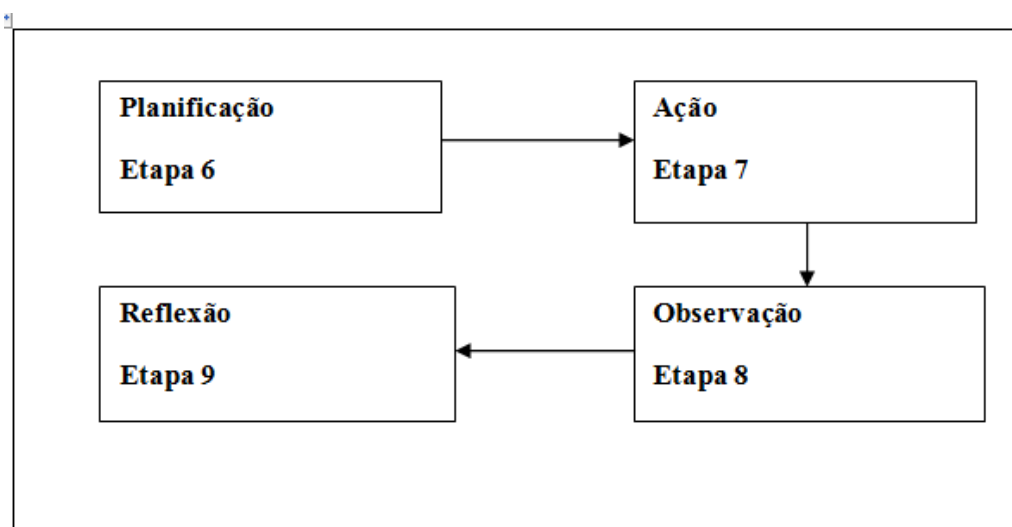 Planificação
Etapa 6
Ação
Etapa 7
Reflexão
Etapa 9
Observação
Etapa 8